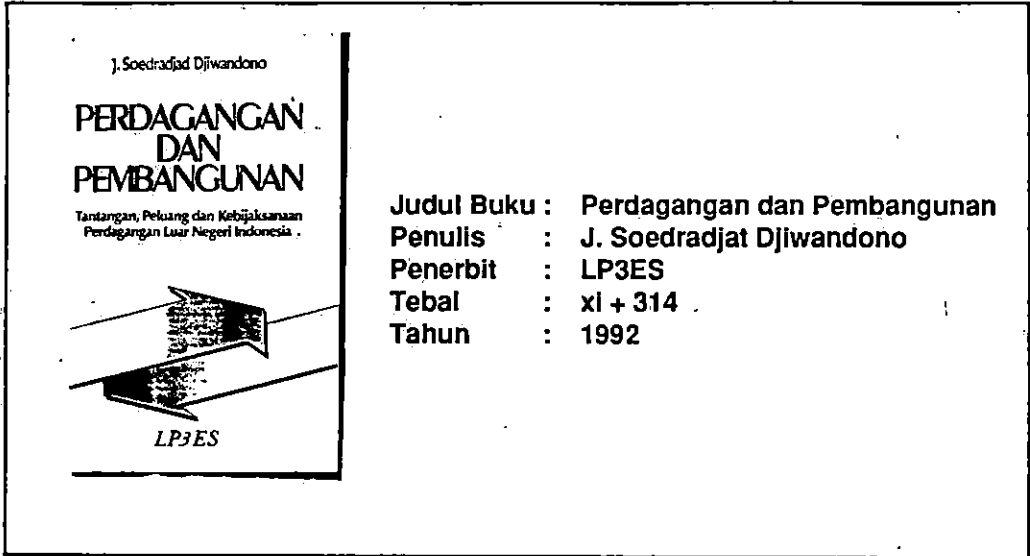 J. Soedradjad Djiwandono
PERDAGANGAN
DAN
PEMBANGUNAN
Tantangan, Peluang dan Kebijaksanaan
Perdagangan Luar Negeri Indonesia
LP3ES
Judul Buku : Perdagangan dan Pembangunan
Penulis : J. Soedradjat Djiwandono
Penerbit : LP3ES
Tebal : xi + 314
Tahun : 1992